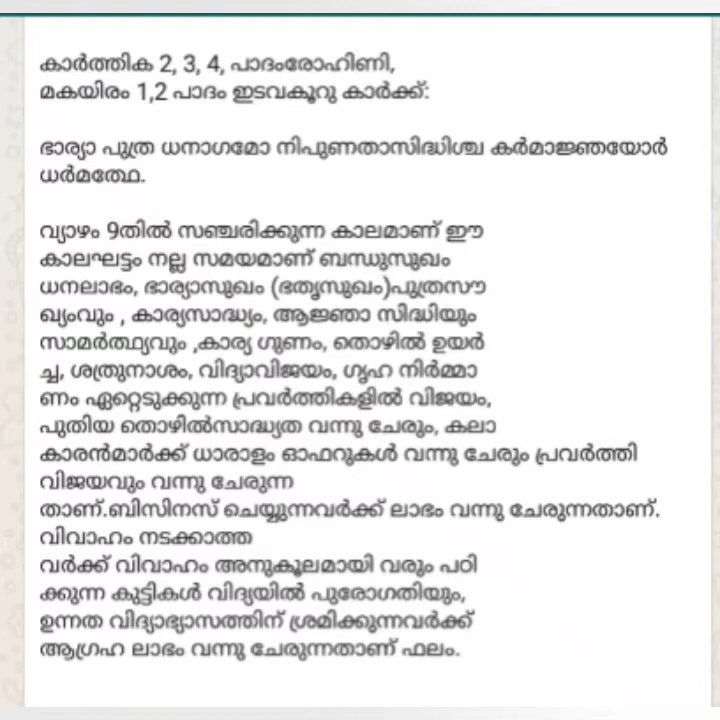 കാർത്തിക 2, 3, 4, പാദംരോഹിണി,
മകയിരം 1,2 പാദം ഇടവകൂറു കാർക്ക്:
ഭാര്യാ പുത്ര ധനാഗമോ നിപുണതാസിദ്ധിശ്ച കർമാജ്ഞയോർ
ധർമത്ഥേ.
വ്യാഴം 9തിൽ സഞ്ചരിക്കുന്ന കാലമാണ് ഈ
കാലഘട്ടം നല്ല സമയമാണ് ബന്ധുസുഖം
ധനലാഭം, ഭാര്യാസുഖം (ഭതൃസുഖം)പുത്രസൗ
ഖ്യംവും , കാര്യസാദ്ധ്യം, ആജ്ഞാ സിദ്ധിയും
സാമർത്ഥ്യവും ,കാര്യ ഗുണം, തൊഴിൽ ഉയർ
ച്ച, ശത്രുനാശം, വിദ്യാവിജയം, ഗൃഹ നിർമ്മാ
ണം ഏറ്റെടുക്കുന്ന പ്രവർത്തികളിൽ വിജയം,
പുതിയ തൊഴിൽസാദ്ധ്യത വന്നു ചേരും, കലാ
കാരൻമാർക്ക് ധാരാളം ഓഫറുകൾ വന്നു ചേരും പ്രവർത്തി
വിജയവും വന്നു ചേരുന്ന
താണ്.ബിസിനസ് ചെയ്യുന്നവർക്ക് ലാഭം വന്നു ചേരുന്നതാണ്.
വിവാഹം നടക്കാത്ത
വർക്ക് വിവാഹം അനുകൂലമായി വരും പഠി
ക്കുന്ന കുട്ടികൾ വിദ്യയിൽ പുരോഗതിയും,
ഉന്നത വിദ്യാഭ്യാസത്തിന് ശ്രമിക്കുന്നവർക്ക്
ആഗ്രഹ ലാഭം വന്നു ചേരുന്നതാണ് ഫലം.